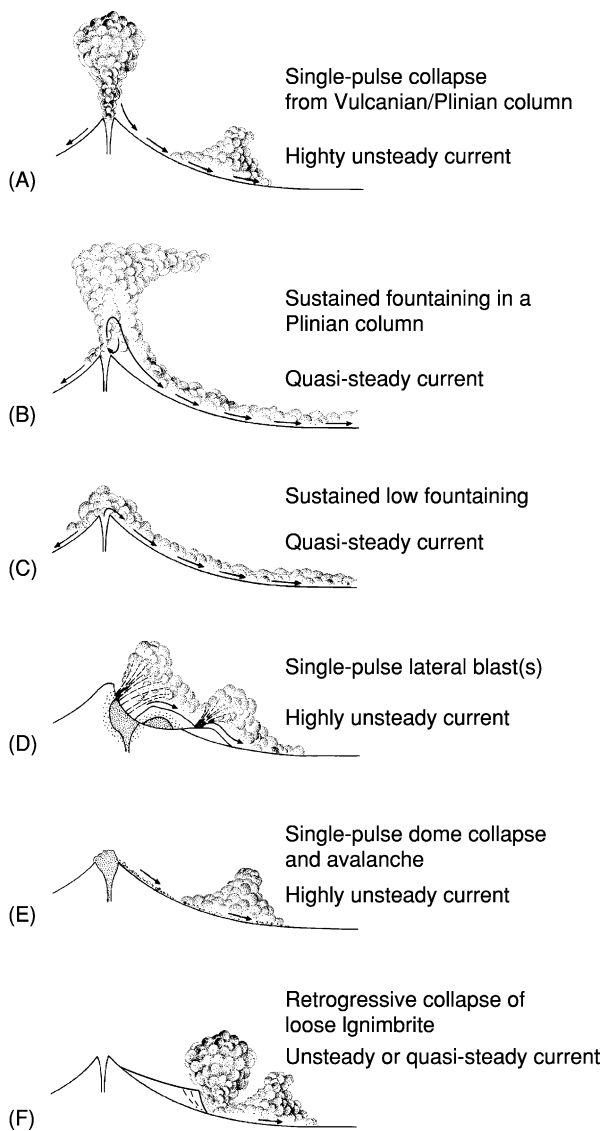 Single-pulse collapse
from Vulcanian/Plinian column
Highty unsteady current
(A)
Sustained fountaining in a
Plinian column
Quasi-steady current
(B)
Sustained low fountaining
Quasi-steady current
(C)
Single-pulse lateral blast(s)
Highly unsteady current
(D)
Single-pulse dome collapse
and avalanche
Highly unsteady current
(E)
Retrogressive collapse of
loose Ignimbrite
Unsteady or quasi-steady current
(F)